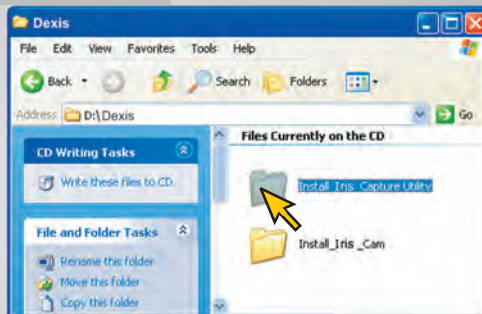 Dexis
File Edit View Favorites Tools Help
Back Search Folders
Address D:\Dexis Go
CD Writing Tasks
Write these files to CD
File and Folder Tasks
Rename this folder
Move this folder
Copy this folder
Files Currently on the CD
Install_Iris_Capture Utility
Install_Iris _Cam